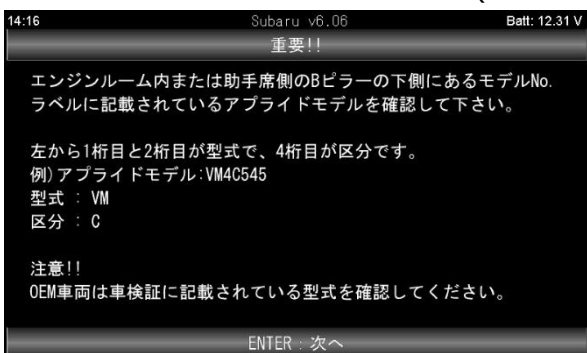 14:16 Subaru v6.06 Batt: 12.31 V
重要!!
エンジンルーム内または助手席側のBピラーの下側にあるモデルNo.
ラベルに記載されているアプライドモデルを確認して下さい。
左から1桁目と2桁目が型式で、4桁目が区分です。
例)アプライドモデル:VM4C545
型式 : VM
区分 : C
注意!!
OEM車両は車検証に記載されている型式を確認してください。
ENTER : 次へ